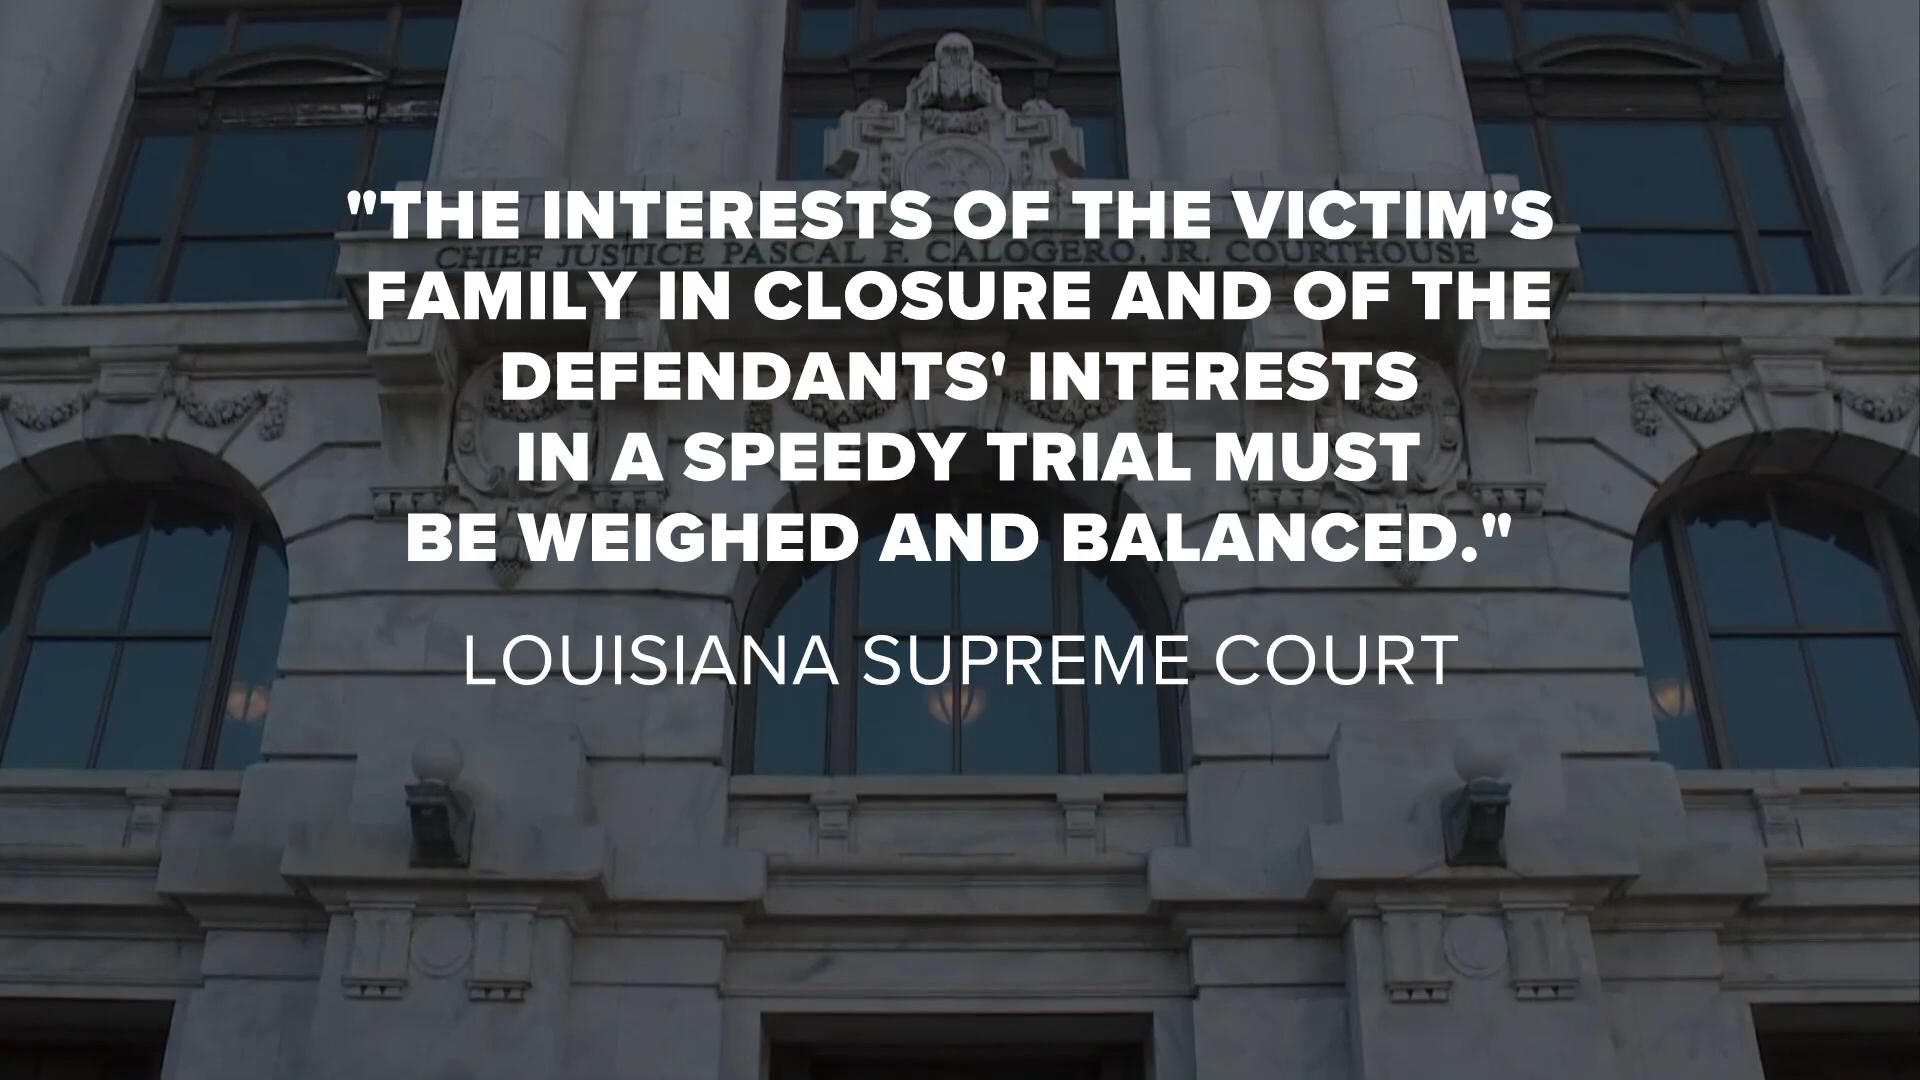 "THE INTERESTS OF THE VICTIM'S
CHIEF JUSTICE PASCAL F. CALOGERO, JR. COURTHOUSE
FAMILY IN CLOSURE AND OF THE
DEFENDANTS' INTERESTS
IN A SPEEDY TRIAL MUST
BE WEIGHED AND BALANCED."
LOUISIANA SUPREME COURT